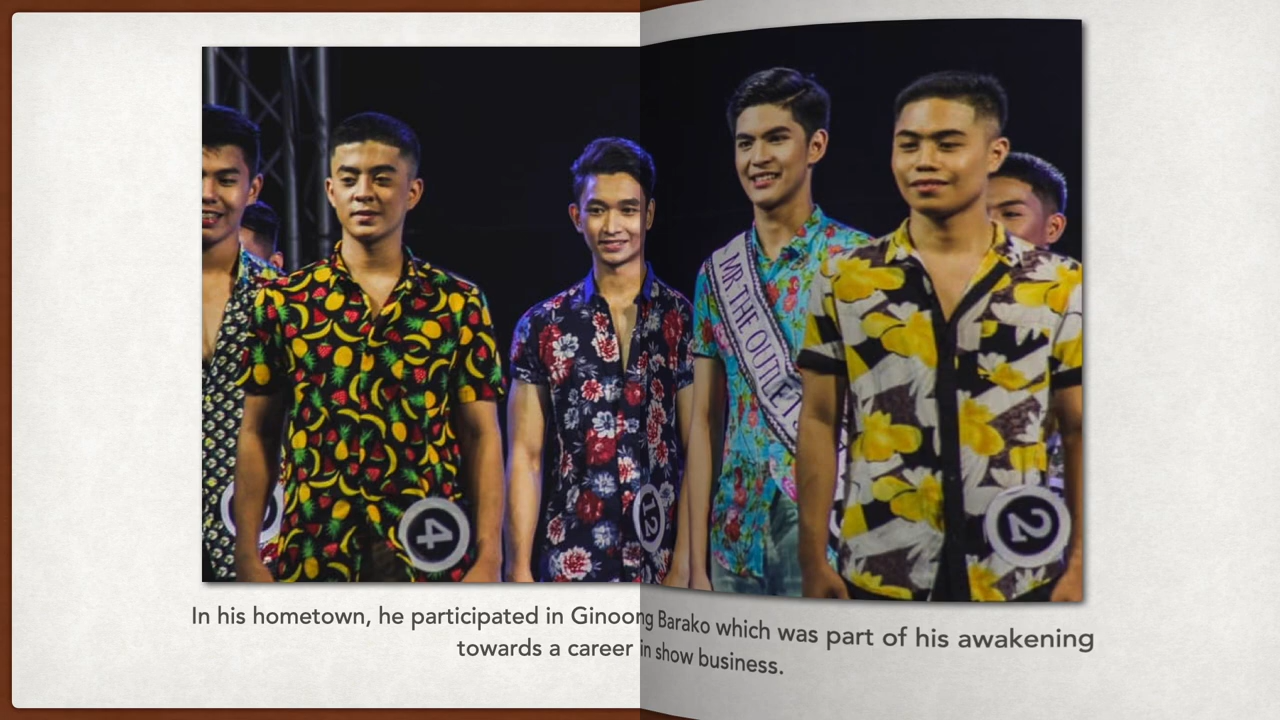 MR THE OUTLET
4
12
2
In his hometown, he participated in Ginoong Barako which was part of his awakening
towards a career in show business.